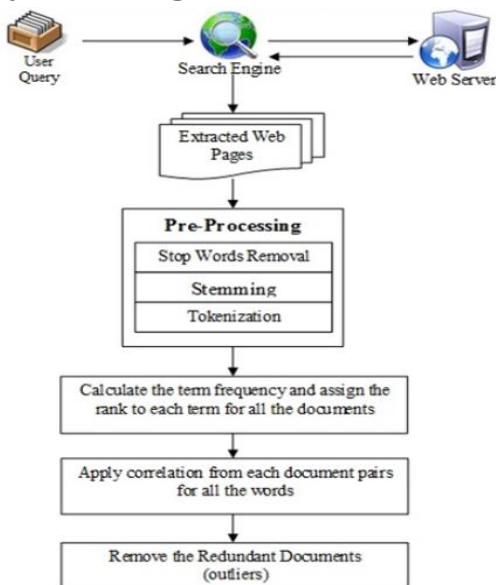 User
Query
Search Engine
Web Server
Extracted Web
Pages
Pre-Processing
Stop Words Removal
Stemming
Tokenization
Calculate the term frequency and assign the
rank to each term for all the documents
Apply correlation from each document pairs
for all the words
Remove the Redundant Documents
(outliers)